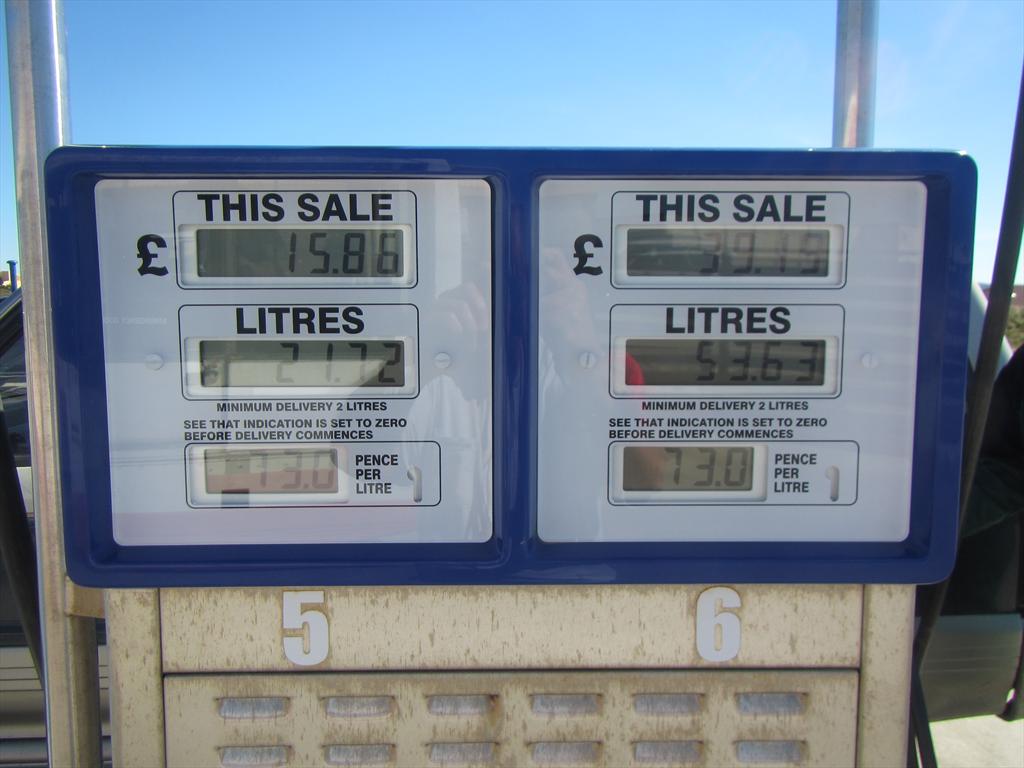 THIS SALE
£ 15.86
LITRES
21.72
MINIMUM DELIVERY 2 LITRES
SEE THAT INDICATION IS SET TO ZERO
BEFORE DELIVERY COMMENCES
73.0
PENCE
PER
LITRE
5
THIS SALE
£ 39.15
LITRES
53.63
MINIMUM DELIVERY 2 LITRES
SEE THAT INDICATION IS SET TO ZERO
BEFORE DELIVERY COMMENCES
73.0
PENCE
PER
LITRE
6